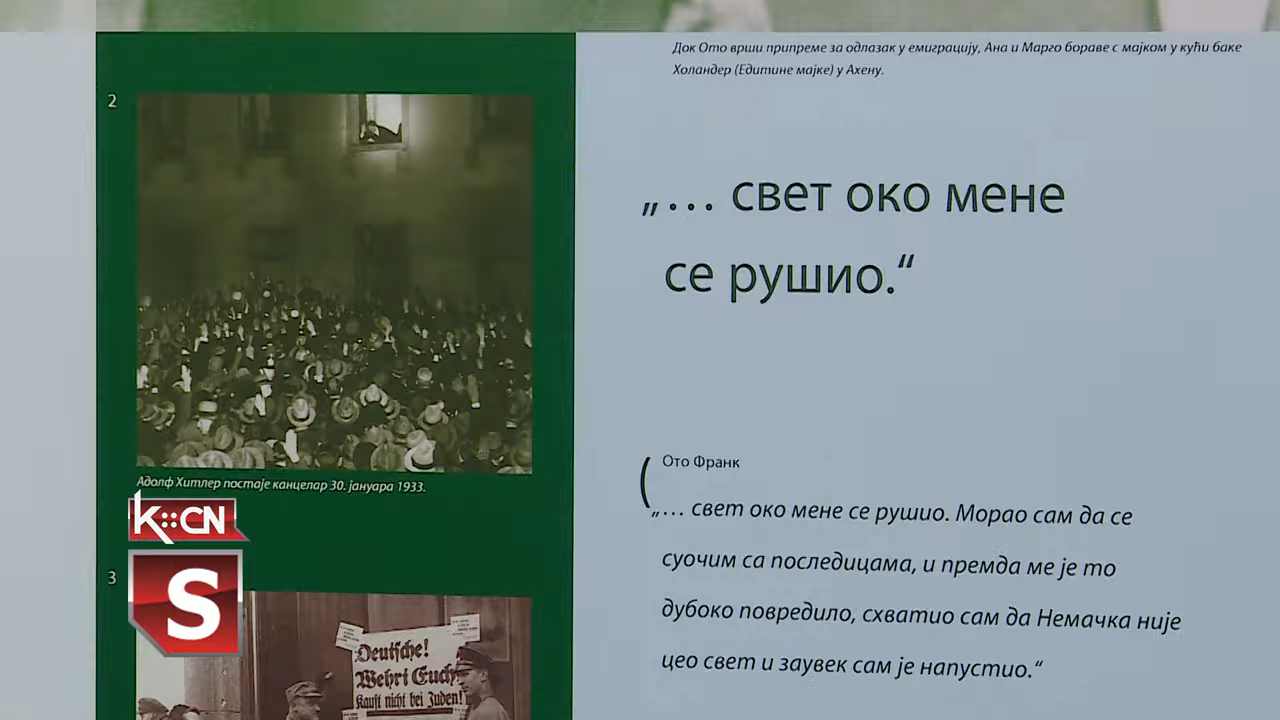 Док Ото врши припреме за одлазак у емиграцију, Ана и Марго бораве с мајком у кући баке
Холандер (Едитине мајке) у Ахену.
2
„… свет око мене
се рушио.“
Ото Франк
Адолф Хитлер постаје канцелар 30. јануара 1933.
„… свет око мене се рушио. Морао сам да се
суочим са последицама, и премда ме је то
дубоко повредило, схватио сам да Немачка није
цео свет и заувек сам је напустио.“
K::CN
S
3
Deutsche!
Wehrt Euch
Kauft nicht bei Juden!